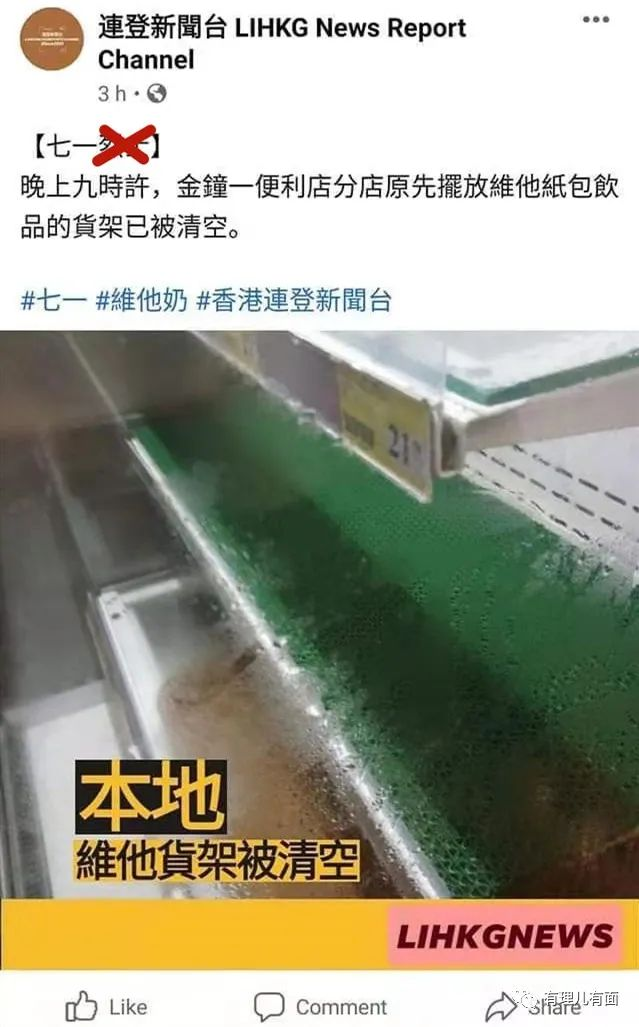 連登新聞台 LIHKG News Report
Channel
3 h
【七一
】
晚上九時許，金鐘一便利店分店原先擺放維他紙包飲
品的貨架已被清空。
#七一 #維他奶 #香港連登新聞台
21
本地
維他貨架被清空
LIHKGNEWS
Like
Comment
Share
有理儿有面